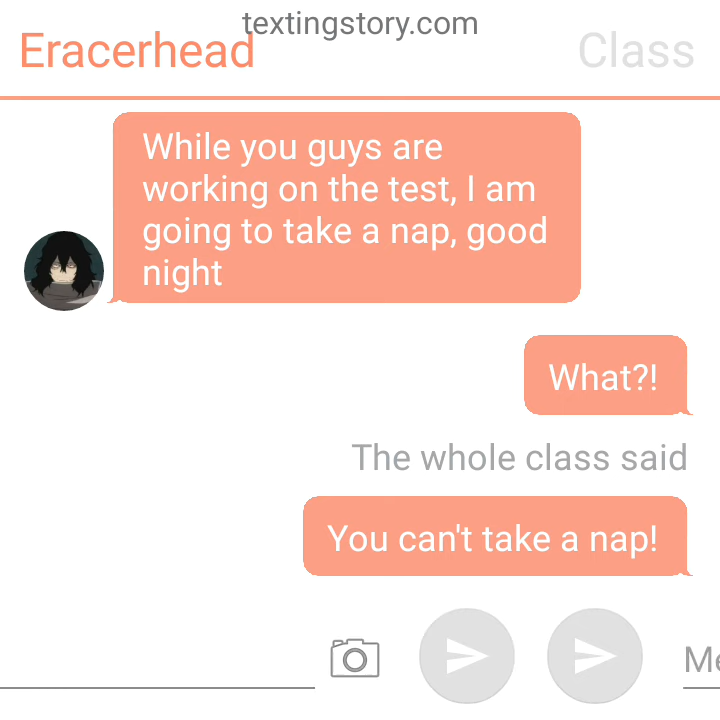 textingstory.com
Eracerhead
Class
While you guys are
working on the test, I am
going to take a nap, good
night
What?!
The whole class said
You can't take a nap!
Me